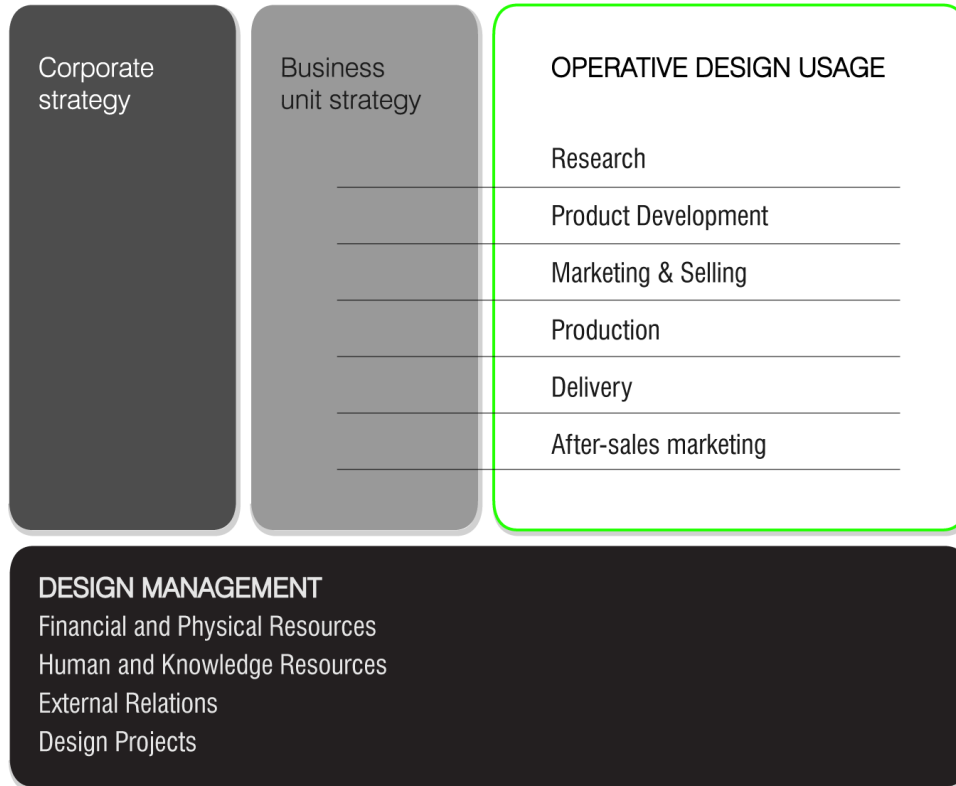 Corporate
strategy
Business
unit strategy
OPERATIVE DESIGN USAGE
Research
Product Development
Marketing & Selling
Production
Delivery
After-sales marketing
DESIGN MANAGEMENT
Financial and Physical Resources
Human and Knowledge Resources
External Relations
Design Projects